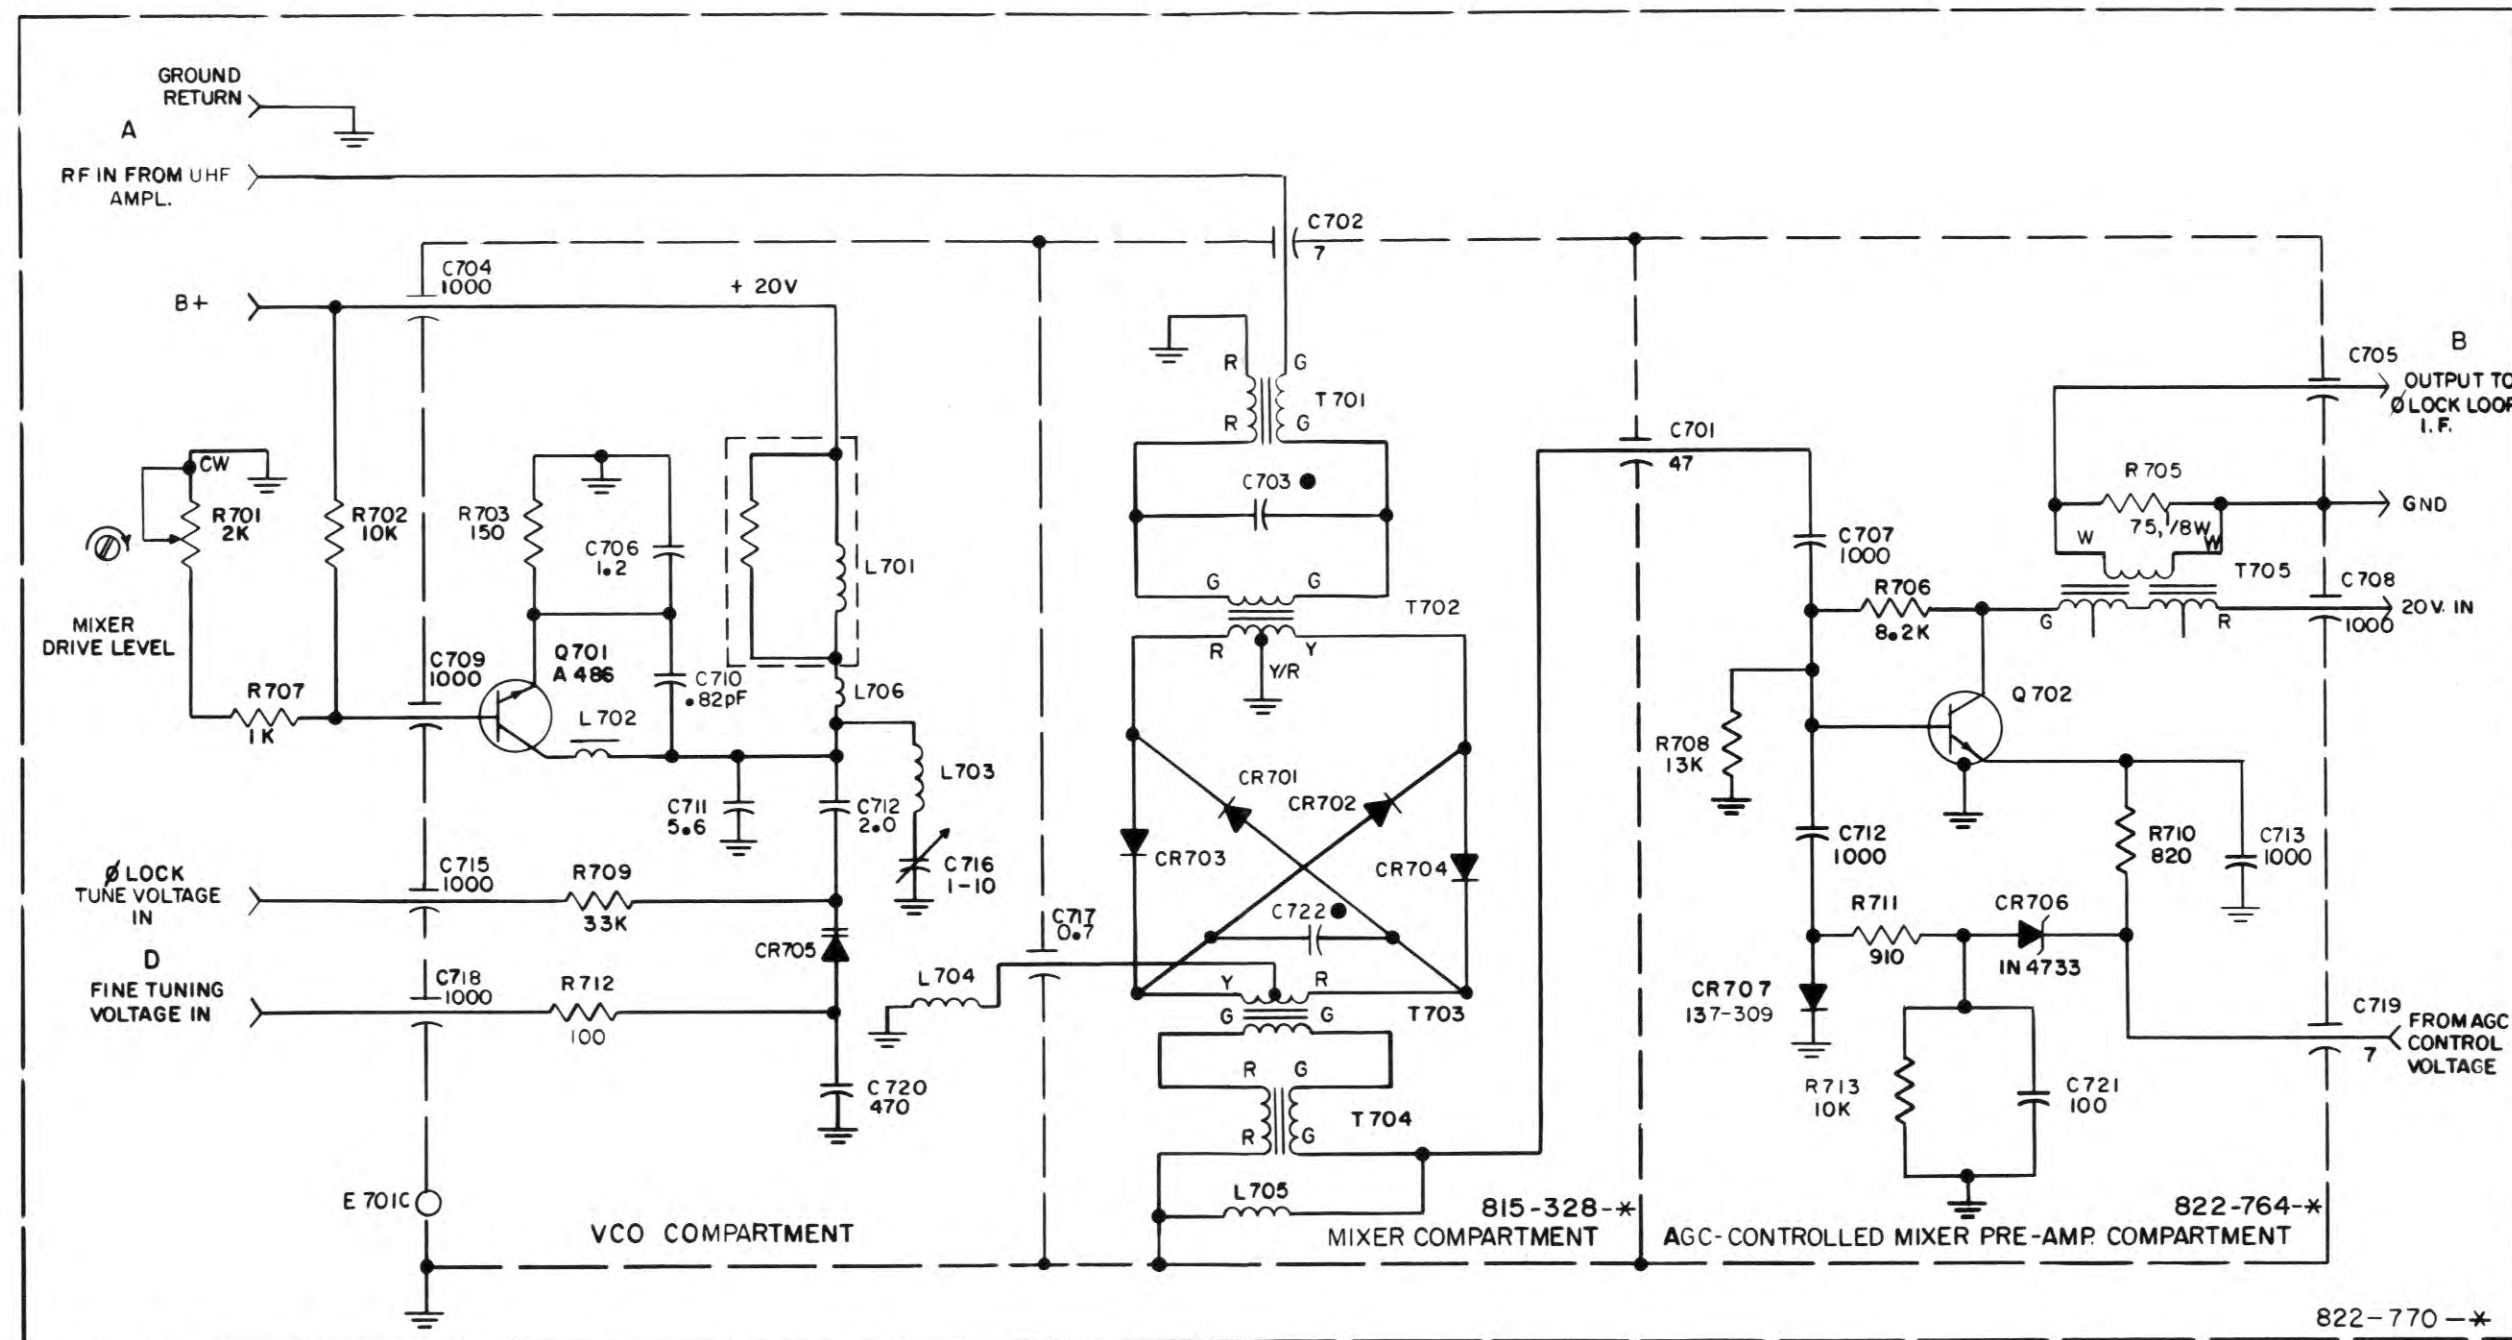 GROUND
RETURN
A
RF IN FROM UHF
AMPL.
C702
7
C704
1000
B+
+ 20V
R
G
T701
R
G
C705
B
OUTPUT TO
Ø LOCK LOOP
I.F.
CW
R701
2K
R702
10K
R703
150
C706
1.2
L701
C703
C701
47
R705
75, 1/8W
GND
W
W
T705
C707
1000
R706
8.2K
C708
1000
20V. IN
G
R
MIXER
DRIVE LEVEL
G
G
T702
R
Y
Y/R
C709
1000
Q701
A 486
C710
.82pF
L706
R707
1K
L702
Q702
R708
13K
L703
C711
5.6
C712
2.0
CR701
CR702
CR703
CR704
C712
1000
R710
820
C713
1000
Ø LOCK
TUNE VOLTAGE
IN
C715
1000
R709
33K
C716
1-10
C722
C717
0.7
R711
910
CR706
IN 4733
D
FINE TUNING
VOLTAGE IN
C718
1000
R712
100
CR705
L704
Y
R
G
G
T703
CR707
137-309
C719
7
FROM AGC
CONTROL
VOLTAGE
C720
470
R
G
T704
R
G
R713
10K
C721
100
E 701C
L705
VCO COMPARTMENT
815-328-*
MIXER COMPARTMENT
822-764-*
AGC-CONTROLLED MIXER PRE-AMP. COMPARTMENT
822-770-*